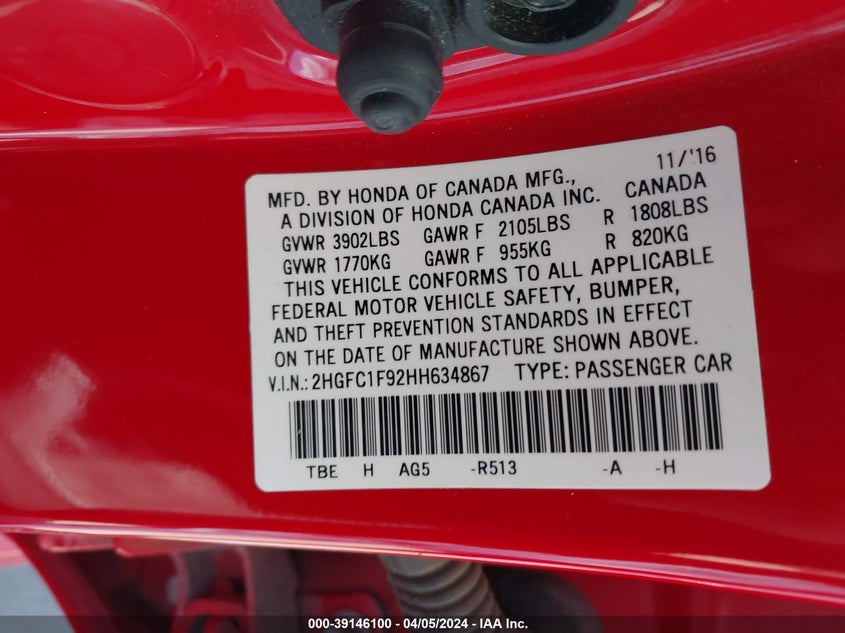 11/'16
MFD. BY HONDA OF CANADA MFG.,
A DIVISION OF HONDA CANADA INC. CANADA
GVWR 3902LBS GAWR F 2105LBS R 1808LBS
GVWR 1770KG GAWR F 955KG R 820KG
THIS VEHICLE CONFORMS TO ALL APPLICABLE
FEDERAL MOTOR VEHICLE SAFETY, BUMPER,
AND THEFT PREVENTION STANDARDS IN EFFECT
ON THE DATE OF MANUFACTURE SHOWN ABOVE.
V.I.N.: 2HGFC1F92HH634867 TYPE: PASSENGER CAR
TBE H AG5 -R513 -A -H
000-39146100 - 04/05/2024 - IAA Inc.